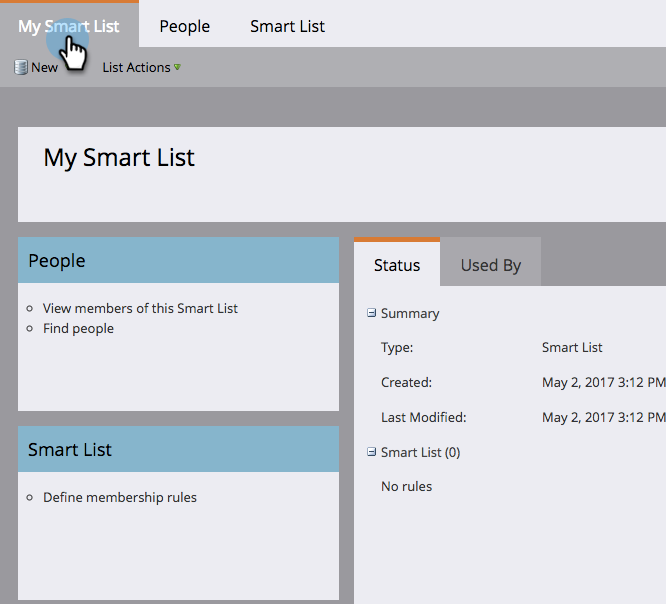 My Smart List People Smart List
New List Actions
My Smart List
People
View members of this Smart List
Find people
Smart List
Define membership rules
Status Used By
Summary
Type: Smart List
Created: May 2, 2017 3:12 PM
Last Modified: May 2, 2017 3:12 PM
Smart List (0)
No rules